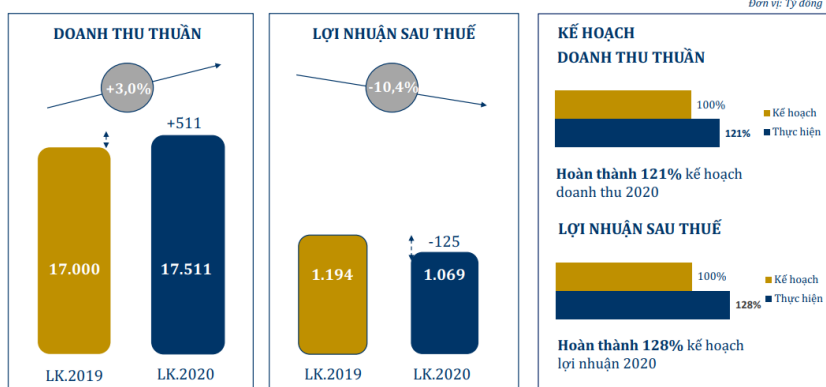 Đơn vị: Tỷ đồng
DOANH THU THUẦN
+3,0%
+511
17.000
17.511
LK.2019
LK.2020
LỢI NHUẬN SAU THUẾ
-10,4%
-125
1.194
1.069
LK.2019
LK.2020
KẾ HOẠCH
DOANH THU THUẦN
100%
121%
Kế hoạch
Thực hiện
Hoàn thành 121% kế hoạch
doanh thu 2020
LỢI NHUẬN SAU THUẾ
100%
128%
Kế hoạch
Thực hiện
Hoàn thành 128% kế hoạch
lợi nhuận 2020